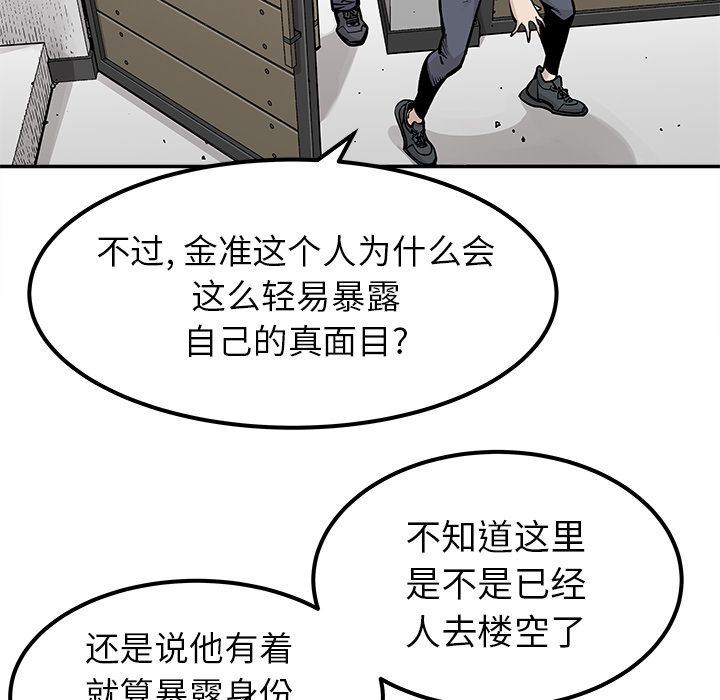 不过, 金准这个人为什么会
这么轻易暴露
自己的真面目?
不知道这里
是不是已经
人去楼空了
还是说他有着
就算暴露身份